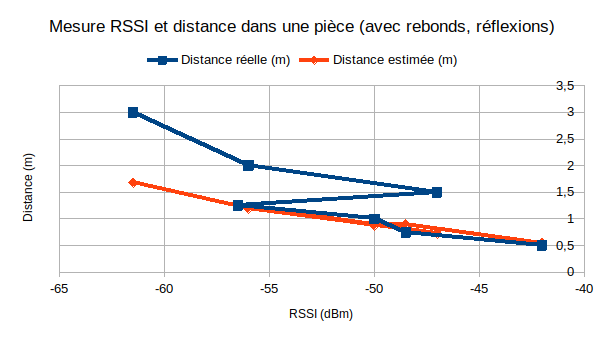 Mesure RSSI et distance dans une pièce (avec rebonds, réflexions)
Distance réelle (m) Distance estimée (m)
3,5
3
2,5
2
1,5
1
0,5
0
Distance (m)
-65 -60 -55 -50 -45 -40
RSSI (dBm)